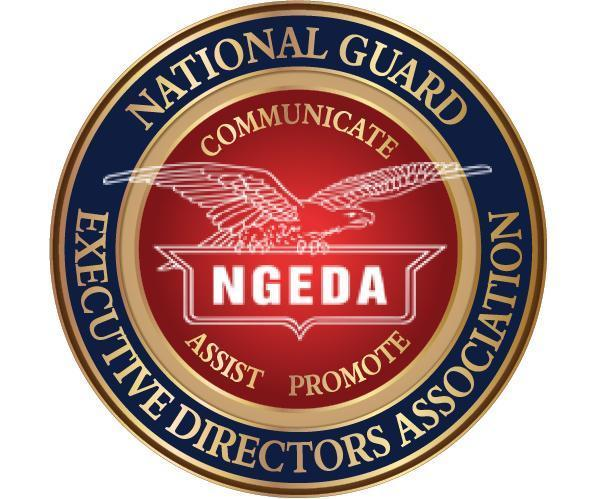 NATIONAL GUARD
COMMUNICATE
NGEDA
ASSIST PROMOTE
EXECUTIVE DIRECTORS ASSOCIATION